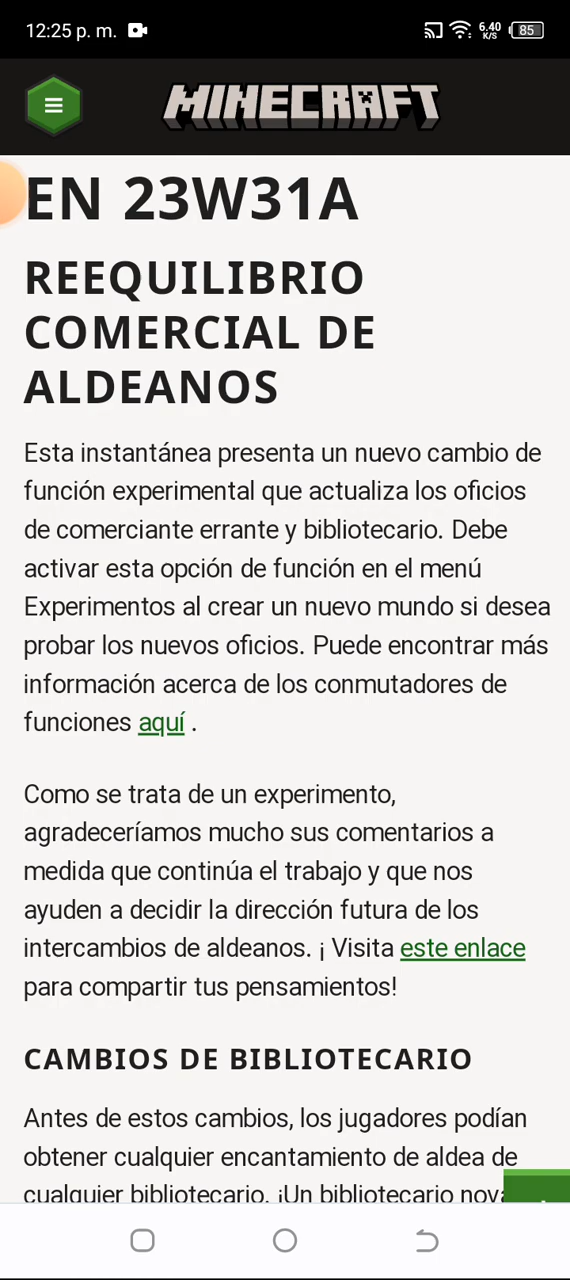 12:25 p. m.
6.40
K/S
85
MINECRAFT
EN 23W31A
REEQUILIBRIO
COMERCIAL DE
ALDEANOS
Esta instantánea presenta un nuevo cambio de
función experimental que actualiza los oficios
de comerciante errante y bibliotecario. Debe
activar esta opción de función en el menú
Experimentos al crear un nuevo mundo si desea
probar los nuevos oficios. Puede encontrar más
información acerca de los conmutadores de
funciones aquí .
Como se trata de un experimento,
agradeceríamos mucho sus comentarios a
medida que continúa el trabajo y que nos
ayuden a decidir la dirección futura de los
intercambios de aldeanos. ¡ Visita este enlace
para compartir tus pensamientos!
CAMBIOS DE BIBLIOTECARIO
Antes de estos cambios, los jugadores podían
obtener cualquier encantamiento de aldea de
cualquier bibliotecario. ¡Un bibliotecario